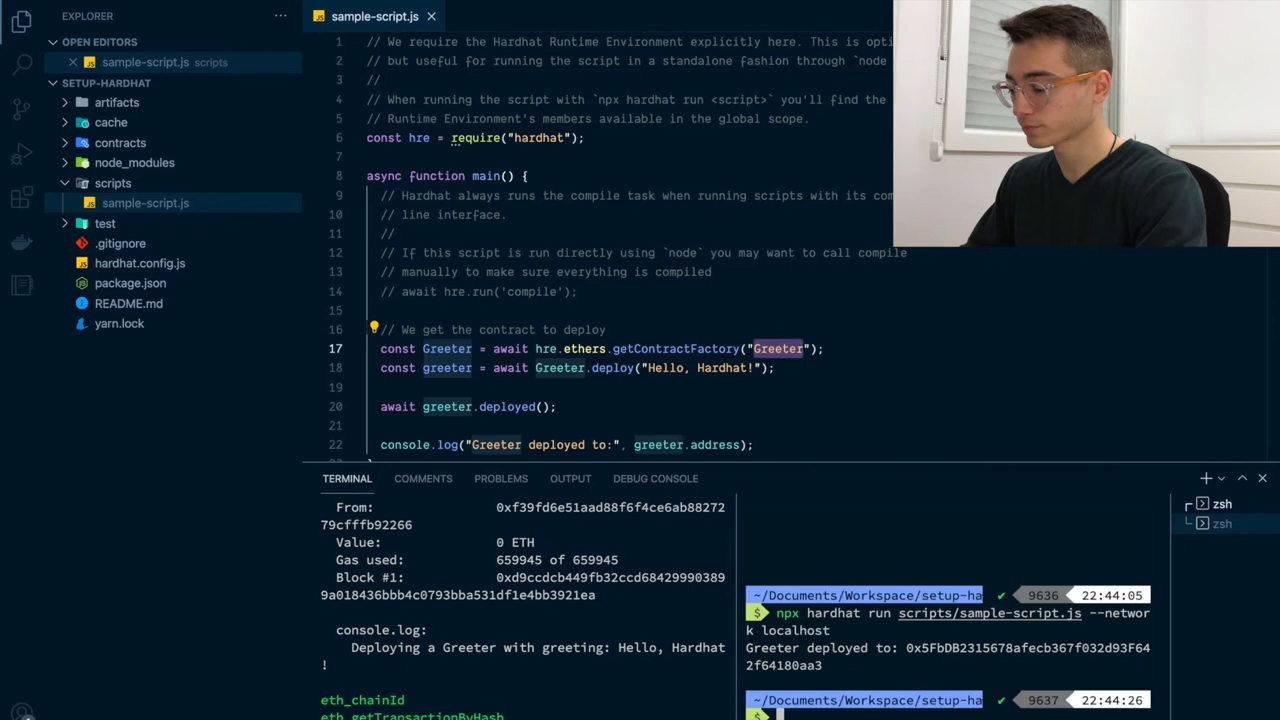 EXPLORER
···
OPEN EDITORS
sample-script.js scripts
SETUP-HARDHAT
artifacts
cache
contracts
node_modules
scripts
sample-script.js
test
.gitignore
hardhat.config.js
package.json
README.md
yarn.lock
sample-script.js
1 // We require the Hardhat Runtime Environment explicitly here. This is opti
2 // but useful for running the script in a standalone fashion through `node
3 //
4 // When running the script with `npx hardhat run <script>` you'll find the
5 // Runtime Environment's members available in the global scope.
6 const hre = require("hardhat");
7
8 async function main() {
9 // Hardhat always runs the compile task when running scripts with its com
10 // line interface.
11 //
12 // If this script is run directly using `node` you may want to call compile
13 // manually to make sure everything is compiled
14 // await hre.run('compile');
15
16 // We get the contract to deploy
17 const Greeter = await hre.ethers.getContractFactory("Greeter");
18 const greeter = await Greeter.deploy("Hello, Hardhat!");
19
20 await greeter.deployed();
21
22 console.log("Greeter deployed to:", greeter.address);
TERMINAL COMMENTS PROBLEMS OUTPUT DEBUG CONSOLE
From: 0xf39fd6e51aad88f6f4ce6ab88272
79cfffb92266
Value: 0 ETH
Gas used: 659945 of 659945
Block #1: 0xd9ccdcb449fb32ccd68429990389
9a018436bbb4c0793bba531df1e4bb3921ea
console.log:
Deploying a Greeter with greeting: Hello, Hardhat
!
eth_chainId
eth_getTransactionByHash
~/Documents/Workspace/setup-ha ✔ 9636 22:44:05
$ npx hardhat run scripts/sample-script.js --networ
k localhost
Greeter deployed to: 0x5FbDB2315678afecb367f032d93F64
2f64180aa3
~/Documents/Workspace/setup-ha ✔ 9637 22:44:26
$
zsh
zsh